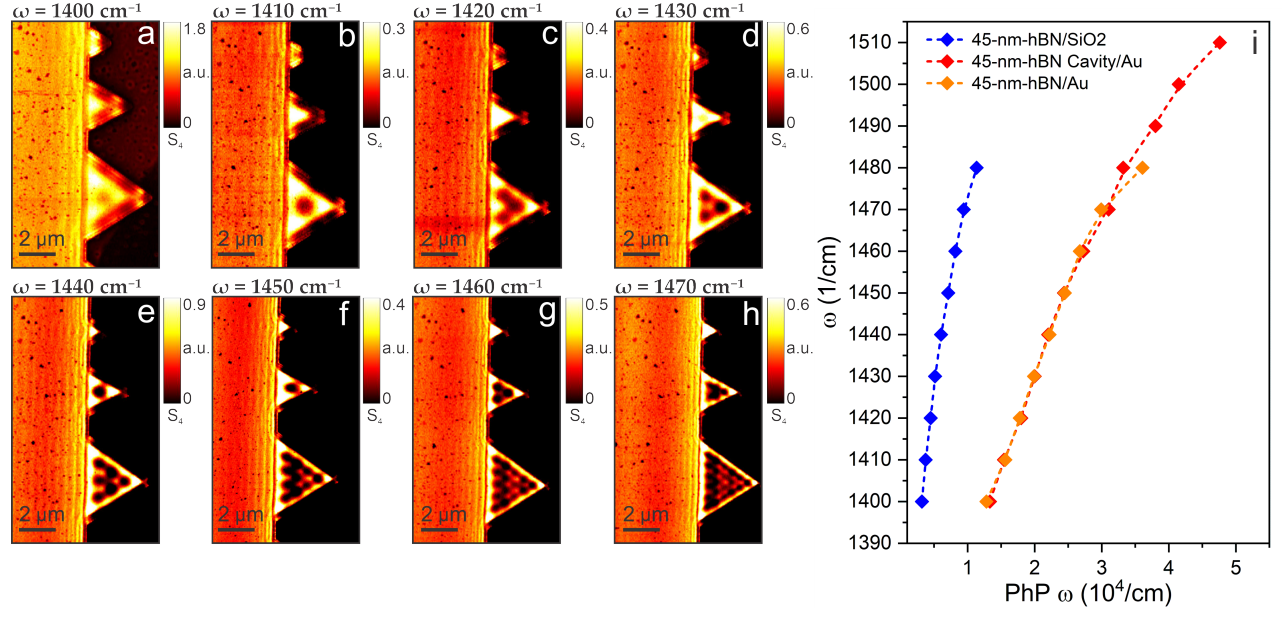 ω = 1400 cm⁻¹
a
1.8
a.u.
0
S₄
2 μm
ω = 1410 cm⁻¹
b
0.3
a.u.
0
S₄
2 μm
ω = 1420 cm⁻¹
c
0.4
a.u.
0
S₄
2 μm
ω = 1430 cm⁻¹
d
0.6
a.u.
0
S₄
2 μm
ω = 1440 cm⁻¹
e
0.9
a.u.
0
S₄
2 μm
ω = 1450 cm⁻¹
f
0.4
a.u.
0
S₄
2 μm
ω = 1460 cm⁻¹
g
0.5
a.u.
0
S₄
2 μm
ω = 1470 cm⁻¹
h
0.6
a.u.
0
S₄
2 μm
i
45-nm-hBN/SiO2
45-nm-hBN Cavity/Au
45-nm-hBN/Au
ω (1/cm)
1510
1500
1490
1480
1470
1460
1450
1440
1430
1420
1410
1400
1390
1 2 3 4 5
PhP ω (10⁴/cm)